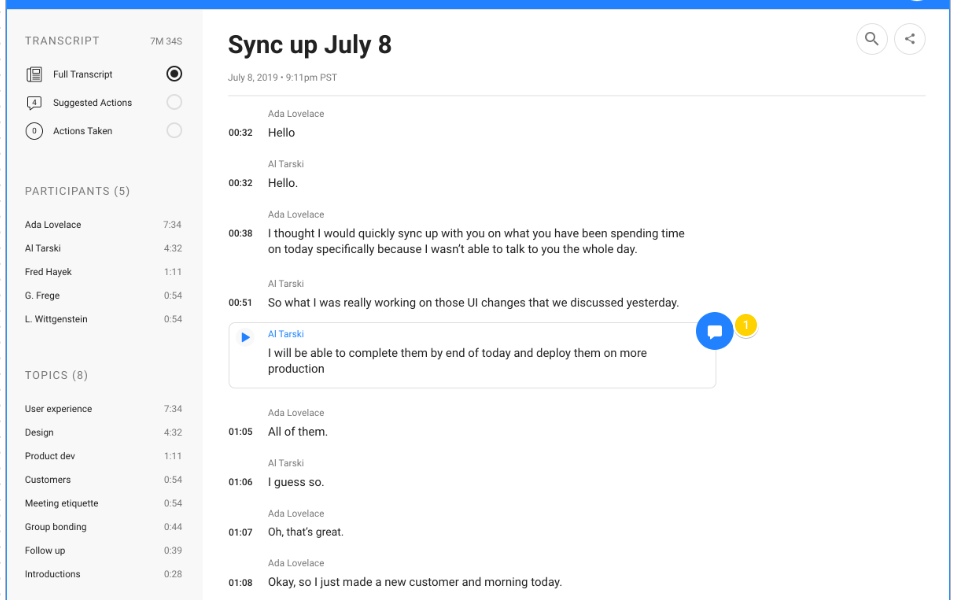 TRANSCRIPT 7M 34S
Full Transcript
4 Suggested Actions
0 Actions Taken
PARTICIPANTS (5)
Ada Lovelace 7:34
Al Tarski 4:32
Fred Hayek 1:11
G. Frege 0:54
L. Wittgenstein 0:54
TOPICS (8)
User experience 7:34
Design 4:32
Product dev 1:11
Customers 0:54
Meeting etiquette 0:54
Group bonding 0:44
Follow up 0:39
Introductions 0:28
Sync up July 8
July 8, 2019 • 9:11pm PST
Ada Lovelace
00:32 Hello
Al Tarski
00:32 Hello.
Ada Lovelace
00:38 I thought I would quickly sync up with you on what you have been spending time
on today specifically because I wasn’t able to talk to you the whole day.
Al Tarski
00:51 So what I was really working on those UI changes that we discussed yesterday.
Al Tarski
1
I will be able to complete them by end of today and deploy them on more
production
Ada Lovelace
01:05 All of them.
Al Tarski
01:06 I guess so.
Ada Lovelace
01:07 Oh, that’s great.
Ada Lovelace
01:08 Okay, so I just made a new customer and morning today.